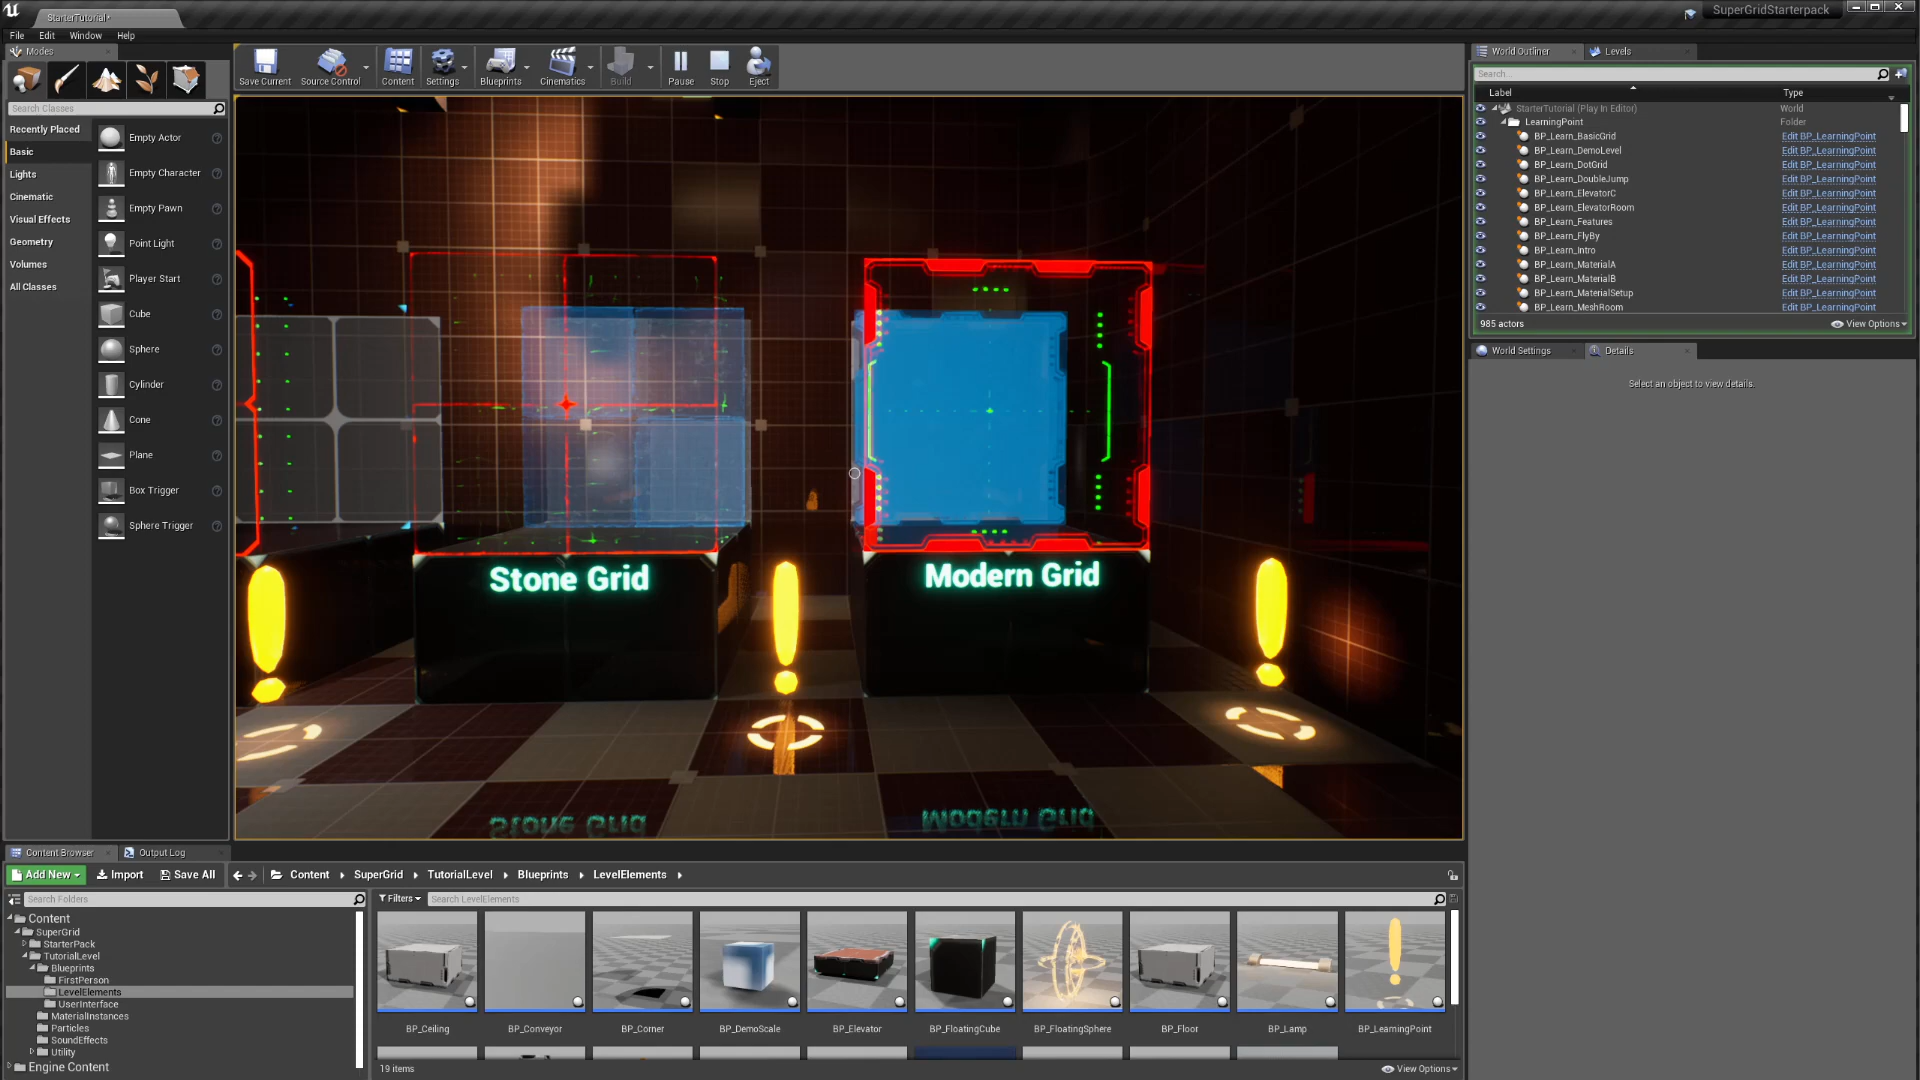 StarterTutorial*
SuperGridStarterpack
File Edit Window Help
Modes
Search Classes
Recently Placed
Basic
Lights
Cinematic
Visual Effects
Geometry
Volumes
All Classes
Empty Actor
Empty Character
Empty Pawn
Point Light
Player Start
Cube
Sphere
Cylinder
Cone
Plane
Box Trigger
Sphere Trigger
Save Current Source Control Content Settings Blueprints Cinematics Build Pause Stop Eject
Stone Grid
Modern Grid
Stone Grid
Modern Grid
World Outliner Levels
Search...
Label Type
StarterTutorial (Play In Editor) World
LearningPoint Folder
BP_Learn_BasicGrid Edit BP_LearningPoint
BP_Learn_DemoLevel Edit BP_LearningPoint
BP_Learn_DotGrid Edit BP_LearningPoint
BP_Learn_DoubleJump Edit BP_LearningPoint
BP_Learn_ElevatorC Edit BP_LearningPoint
BP_Learn_ElevatorRoom Edit BP_LearningPoint
BP_Learn_Features Edit BP_LearningPoint
BP_Learn_FlyBy Edit BP_LearningPoint
BP_Learn_Intro Edit BP_LearningPoint
BP_Learn_MaterialA Edit BP_LearningPoint
BP_Learn_MaterialB Edit BP_LearningPoint
BP_Learn_MaterialSetup Edit BP_LearningPoint
BP_Learn_MeshRoom Edit BP_LearningPoint
985 actors View Options
World Settings Details
Select an object to view details.
Content Browser Output Log
Add New Import Save All Content SuperGrid TutorialLevel Blueprints LevelElements
Search Folders
Filters Search LevelElements
Content
SuperGrid
StarterPack
TutorialLevel
Blueprints
FirstPerson
LevelElements
UserInterface
MaterialInstances
Particles
SoundEffects
Utility
Engine Content
BP_Ceiling BP_Conveyor BP_Corner BP_DemoScale BP_Elevator BP_FloatingCube BP_FloatingSphere BP_Floor BP_Lamp BP_LearningPoint
19 items View Options